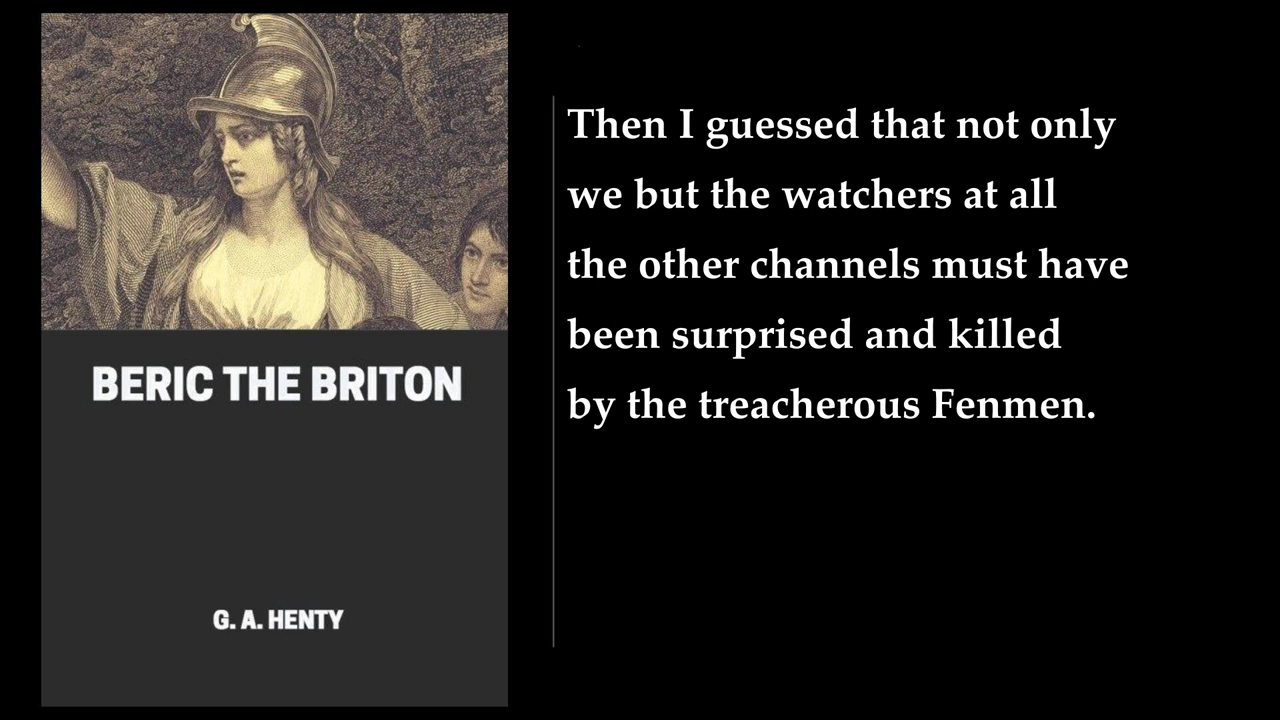 BERIC THE BRITON
G. A. HENTY
Then I guessed that not only
we but the watchers at all
the other channels must have
been surprised and killed
by the treacherous Fenmen.